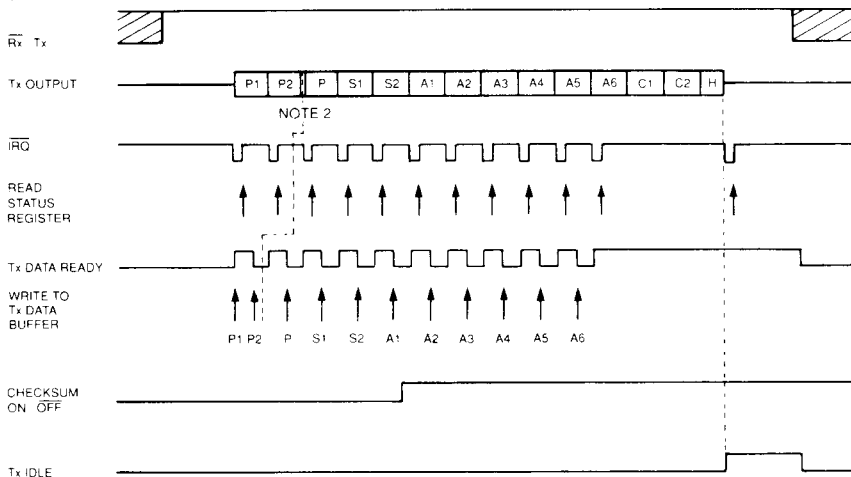 Rx Tx
Tx OUTPUT
P1 P2 P S1 S2 A1 A2 A3 A4 A5 A6 C1 C2 H
NOTE 2
IRQ
READ
STATUS
REGISTER
Tx DATA READY
WRITE TO
Tx DATA
BUFFER
P1 P2 P S1 S2 A1 A2 A3 A4 A5 A6
CHECKSUM
ON OFF
Tx IDLE